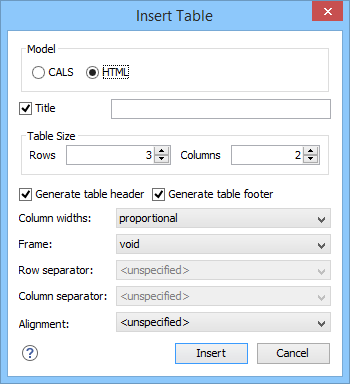 Insert Table
Model
CALS HTML
Title
Table Size
Rows 3 Columns 2
Generate table header Generate table footer
Column widths: proportional
Frame: void
Row separator: <unspecified>
Column separator: <unspecified>
Alignment: <unspecified>
? Insert Cancel